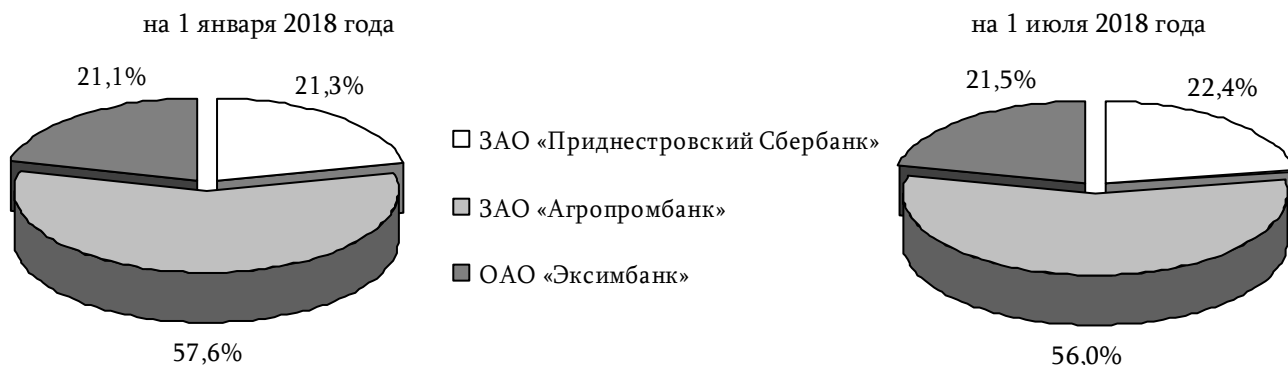 на 1 января 2018 года
на 1 июля 2018 года
21,1%
21,3%
21,5%
22,4%
ЗАО «Приднестровский Сбербанк»
ЗАО «Агропромбанк»
ОАО «Эксимбанк»
57,6%
56,0%